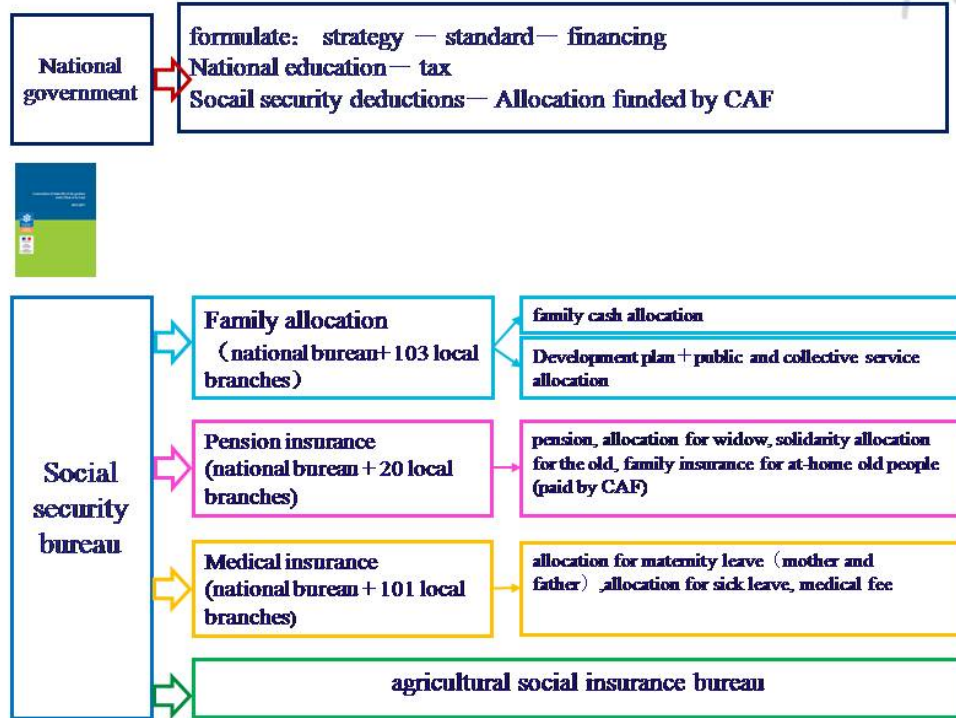 National
government
formulate： strategy － standard－ financing
National education－ tax
Socail security deductions－ Allocation funded by CAF
Social
security
bureau
Family allocation
（national bureau+103 local
branches）
family cash allocation
Development plan＋public and collective service
allocation
Pension insurance
(national bureau＋20 local
branches)
pension, allocation for widow, solidarity allocation
for the old, family insurance for at-home old people
(paid by CAF)
Medical insurance
(national bureau＋101 local
branches)
allocation for maternity leave（mother and
father）,allocation for sick leave, medical fee
agricultural social insurance bureau